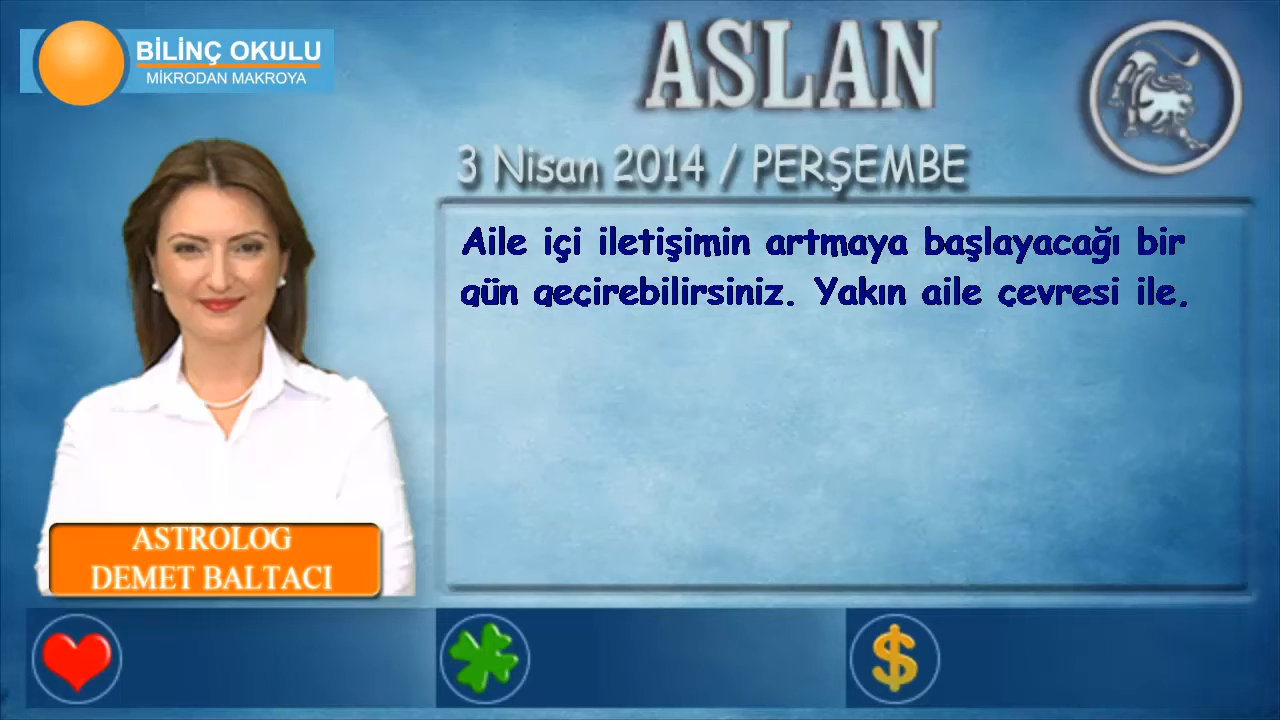 BİLİNÇ OKULU
MİKRODAN MAKROYA
ASLAN
3 Nisan 2014 / PERŞEMBE
Aile içi iletişimin artmaya başlayacağı bir
gün geçirebilirsiniz. Yakın aile çevresi ile.
ASTROLOG
DEMET BALTACI